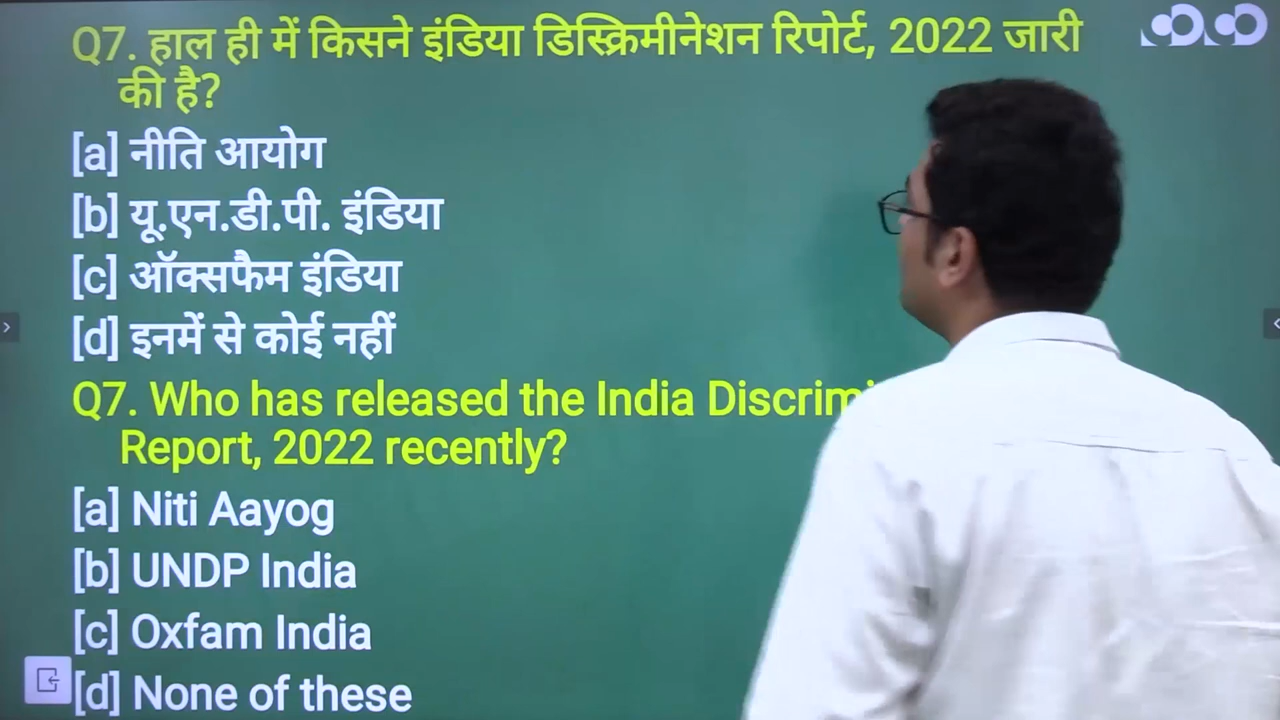 Q7. हाल ही में किसने इंडिया डिस्क्रिमीनेशन रिपोर्ट, 2022 जारी
की है?
[a] नीति आयोग
[b] यू.एन.डी.पी. इंडिया
[c] ऑक्सफैम इंडिया
[d] इनमें से कोई नहीं
Q7. Who has released the India
Report, 2022 recently?
[a] Niti Aayog
[b] UNDP India
[c] Oxfam India
[d] None of these